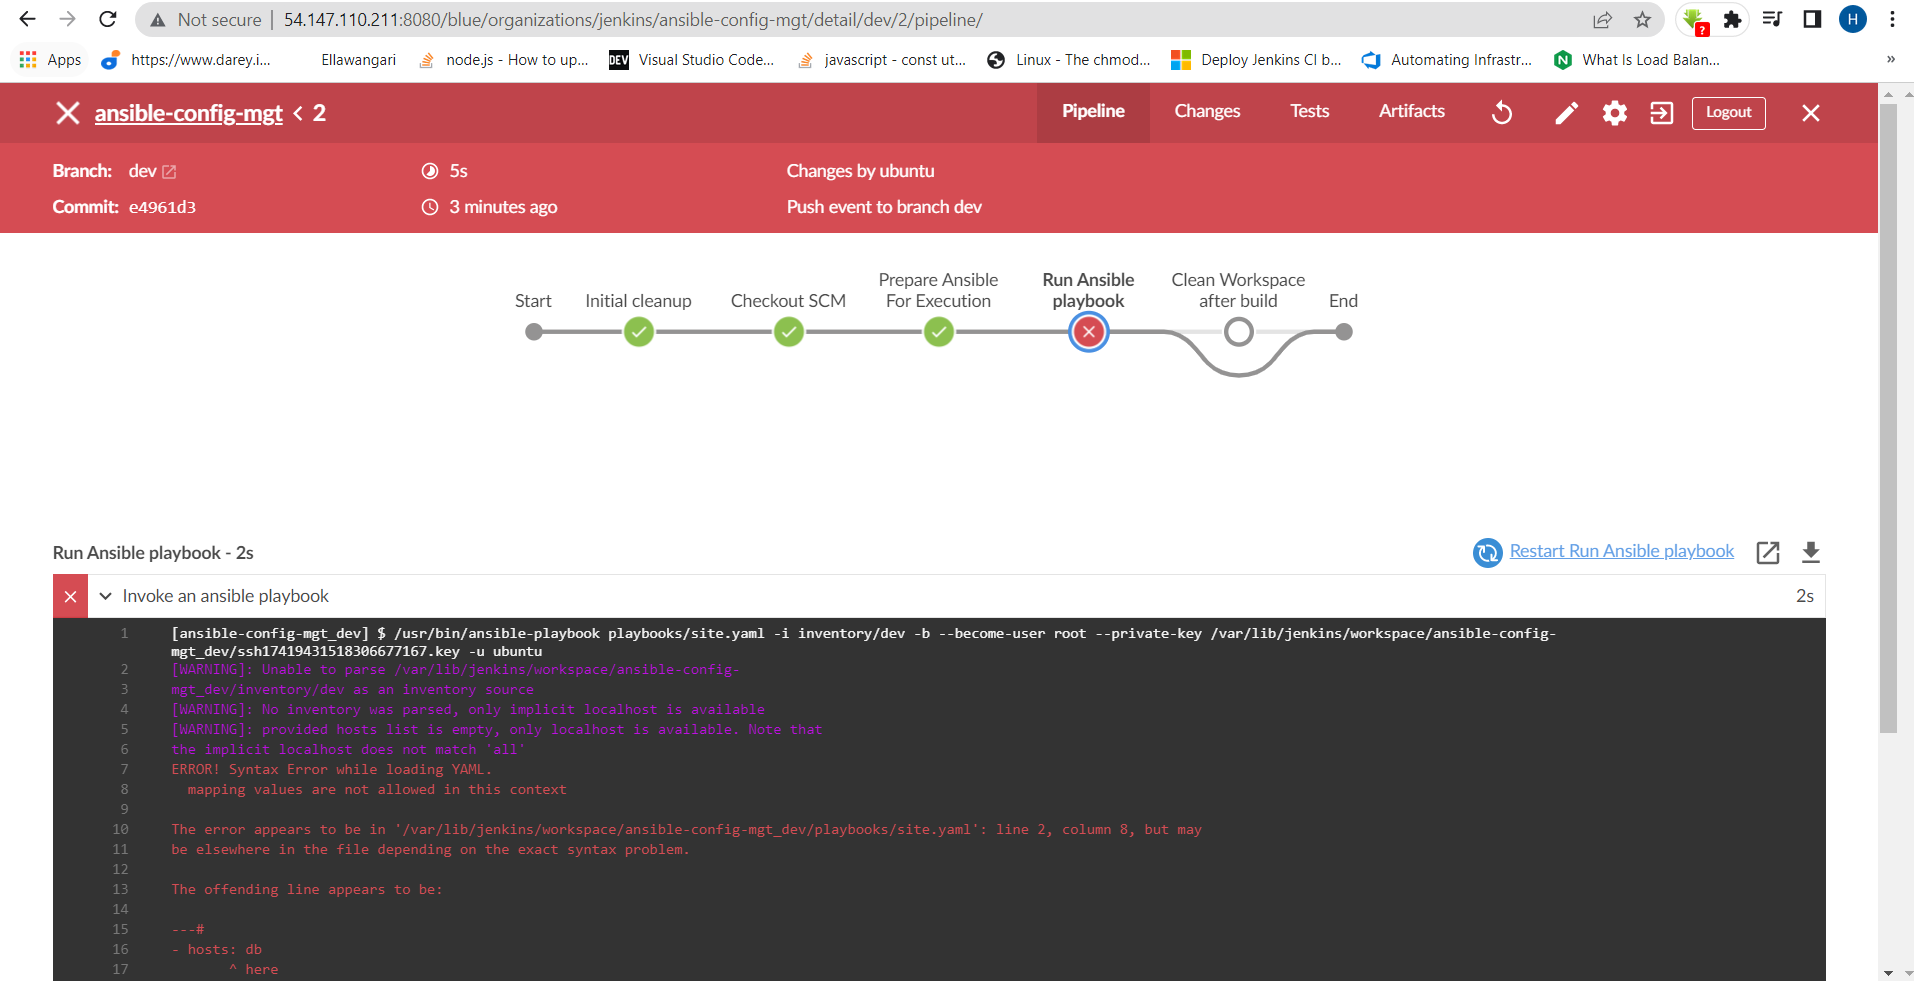 Not secure | 54.147.110.211:8080/blue/organizations/jenkins/ansible-config-mgt/detail/dev/2/pipeline/
?
H
Apps https://www.darey.i... Ellawangari node.js - How to up... DEV Visual Studio Code... javascript - const ut... Linux - The chmod... Deploy Jenkins CI b... Automating Infrastr... N What Is Load Balan... »
ansible-config-mgt < 2 Pipeline Changes Tests Artifacts Logout
Branch: dev 5s Changes by ubuntu
Commit: e4961d3 3 minutes ago Push event to branch dev
Start
Initial cleanup
Checkout SCM
Prepare Ansible
For Execution
Run Ansible
playbook
Clean Workspace
after build
End
Run Ansible playbook - 2s Restart Run Ansible playbook
Invoke an ansible playbook 2s
1 [ansible-config-mgt_dev] $ /usr/bin/ansible-playbook playbooks/site.yaml -i inventory/dev -b --become-user root --private-key /var/lib/jenkins/workspace/ansible-config-
mgt_dev/ssh17419431518306677167.key -u ubuntu
2 [WARNING]: Unable to parse /var/lib/jenkins/workspace/ansible-config-
3 mgt_dev/inventory/dev as an inventory source
4 [WARNING]: No inventory was parsed, only implicit localhost is available
5 [WARNING]: provided hosts list is empty, only localhost is available. Note that
6 the implicit localhost does not match 'all'
7 ERROR! Syntax Error while loading YAML.
8 mapping values are not allowed in this context
9
10 The error appears to be in '/var/lib/jenkins/workspace/ansible-config-mgt_dev/playbooks/site.yaml': line 2, column 8, but may
11 be elsewhere in the file depending on the exact syntax problem.
12
13 The offending line appears to be:
14
15 ---#
16 - hosts: db
17 ^ here